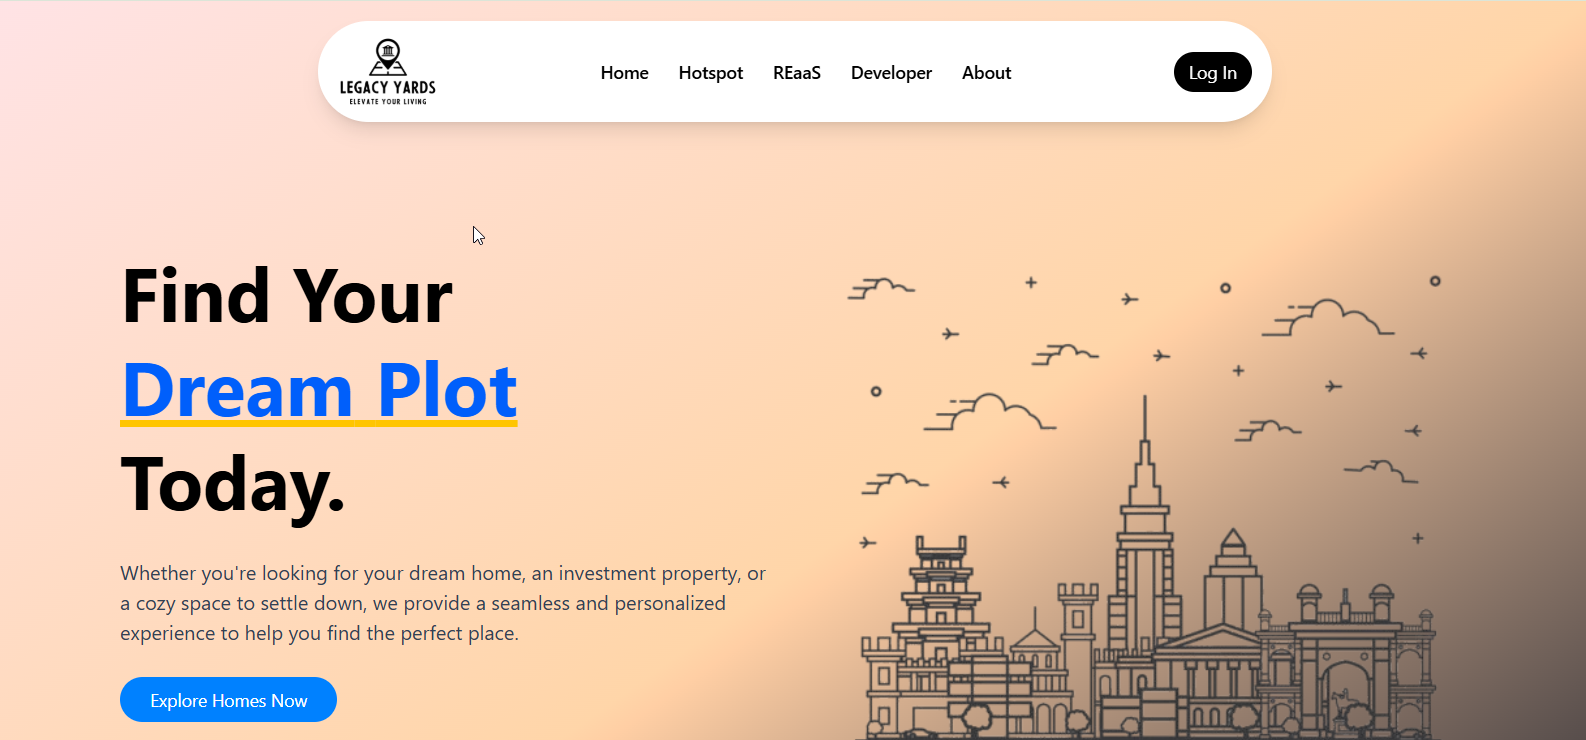 LEGACY YARDS
ELEVATE YOUR LIVING
Home Hotspot REaaS Developer About
Log In
Find Your
Dream Plot
Today.
Whether you're looking for your dream home, an investment property, or
a cozy space to settle down, we provide a seamless and personalized
experience to help you find the perfect place.
Explore Homes Now